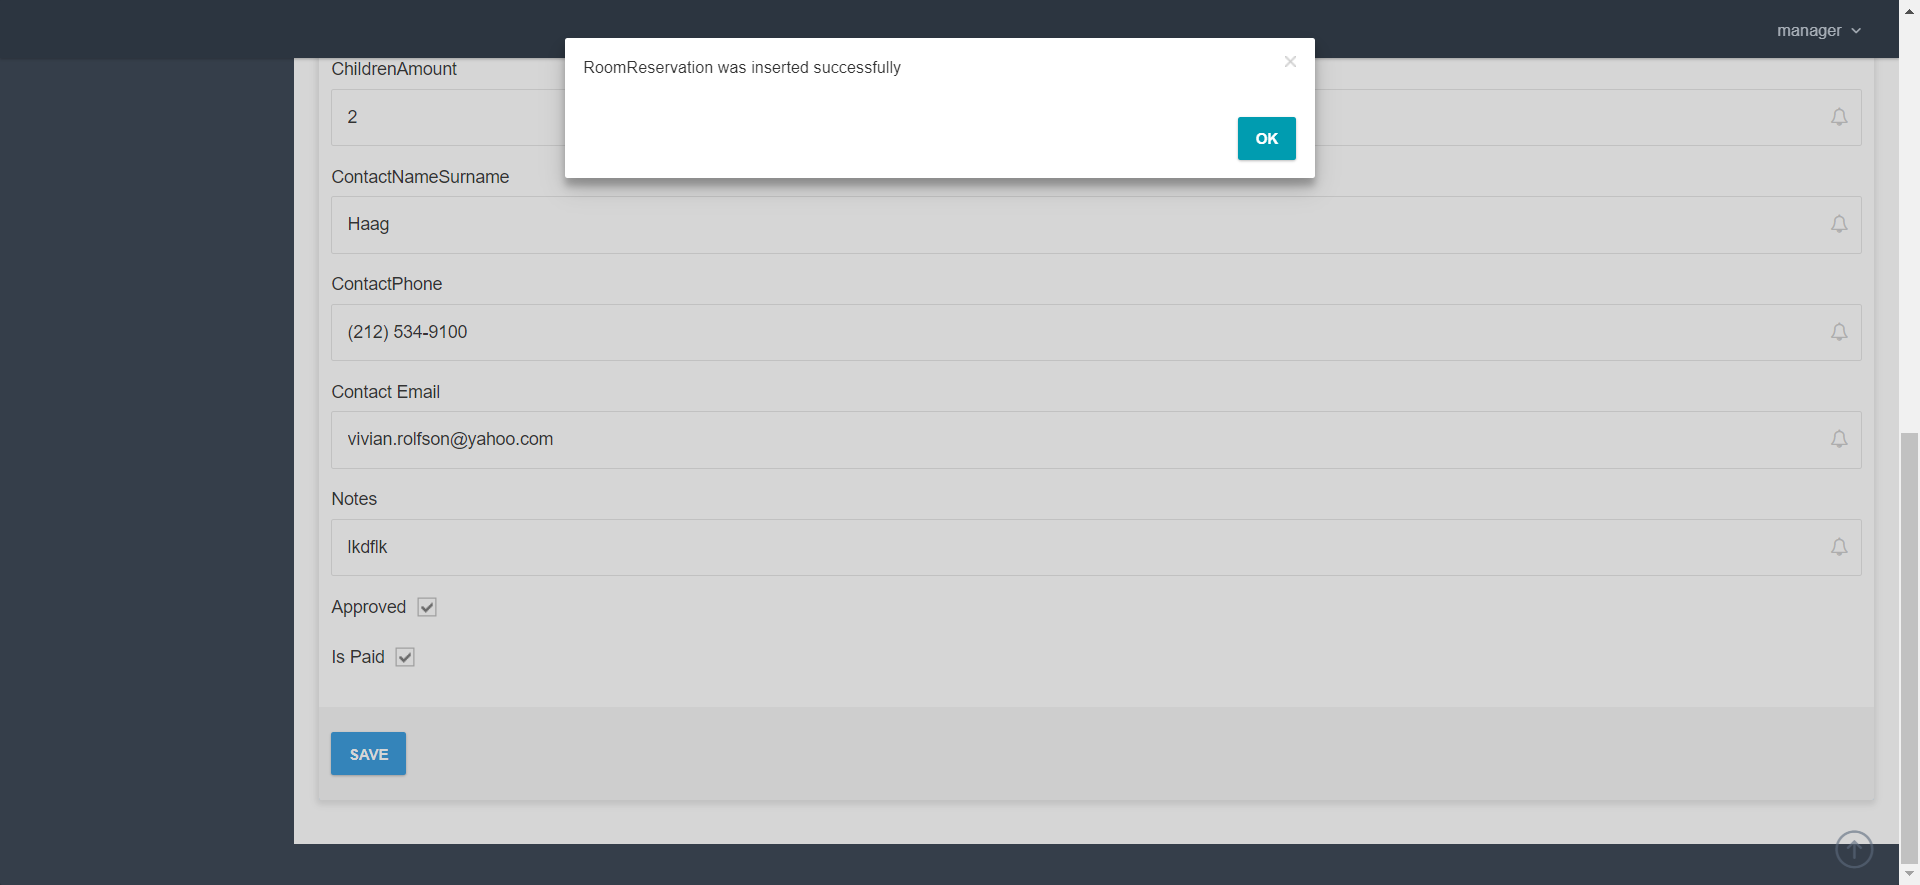 manager
RoomReservation was inserted successfully
×
OK
ChildrenAmount
2
ContactNameSurname
Haag
ContactPhone
(212) 534-9100
Contact Email
vivian.rolfson@yahoo.com
Notes
lkdflk
Approved
Is Paid
SAVE